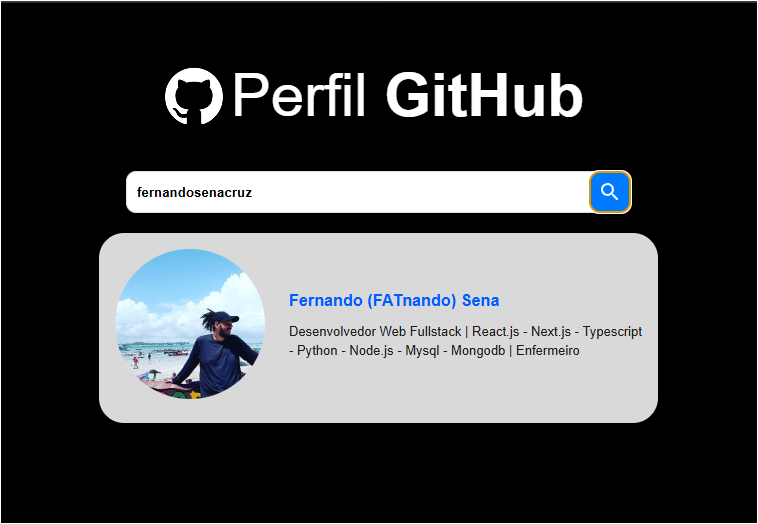 Perfil GitHub
fernandosenacruz
Fernando (FATnando) Sena
Desenvolvedor Web Fullstack | React.js - Next.js - Typescript
- Python - Node.js - Mysql - Mongodb | Enfermeiro